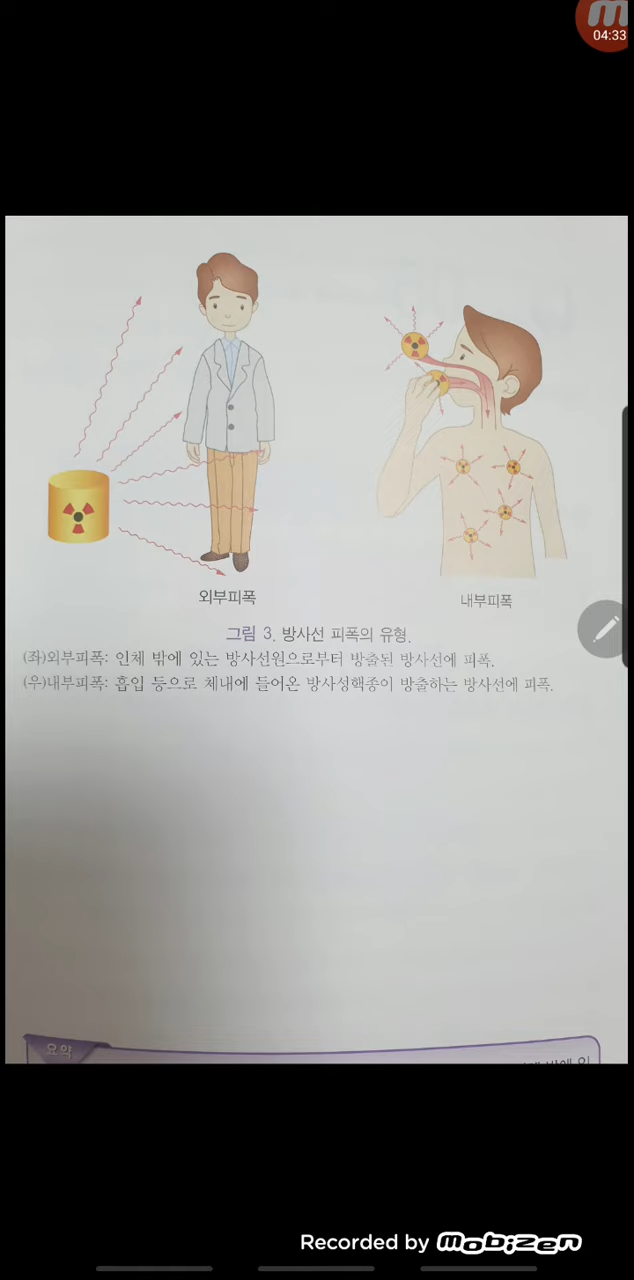 04:33
외부피폭
내부피폭
그림 3. 방사선 피폭의 유형.
(좌)외부피폭: 인체 밖에 있는 방사선원으로부터 방출된 방사선에 피폭.
(우)내부피폭: 흡입 등으로 체내에 들어온 방사성핵종이 방출하는 방사선에 피폭.
요약
Recorded by mobizen